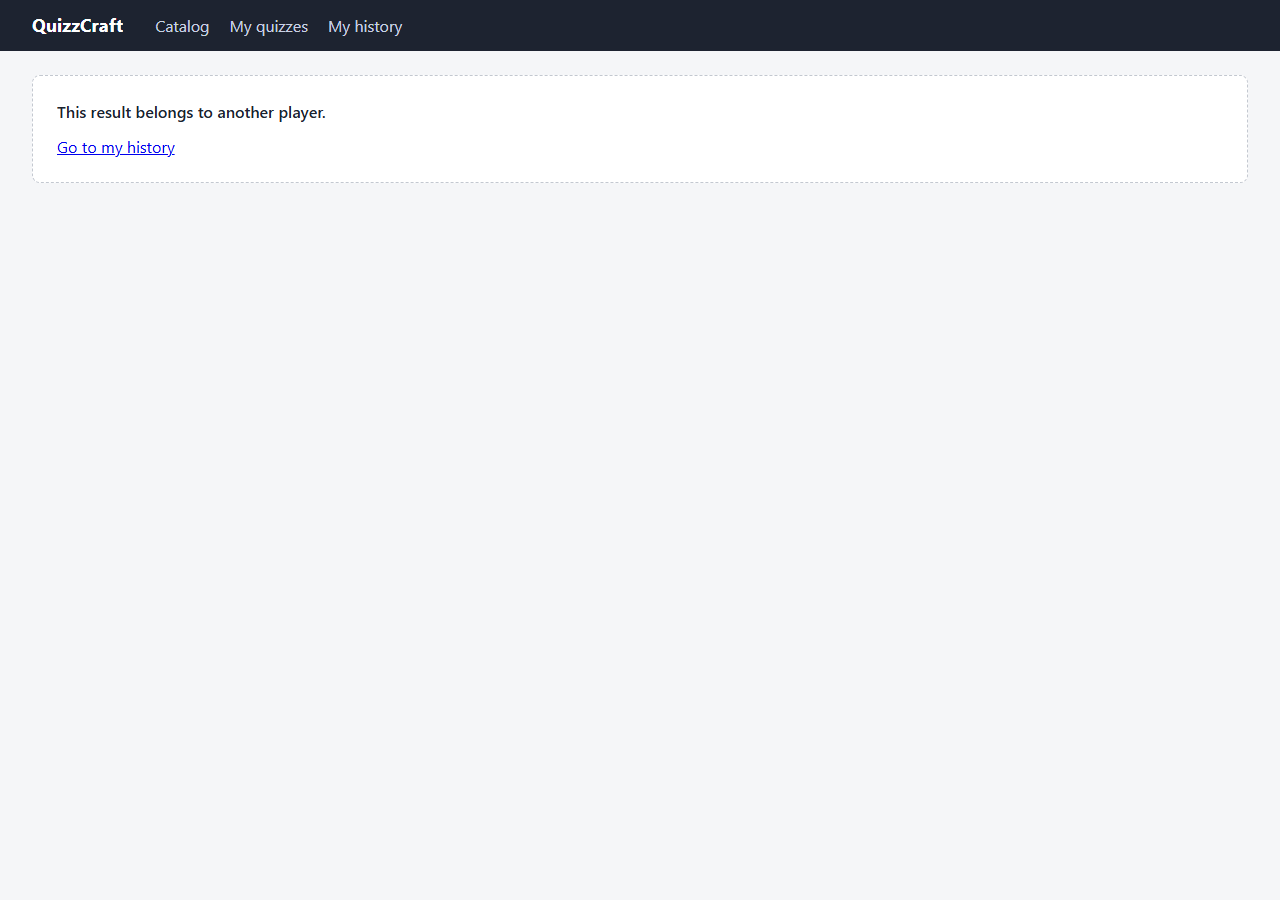 QuizzCraft Catalog My quizzes My history
This result belongs to another player.
Go to my history